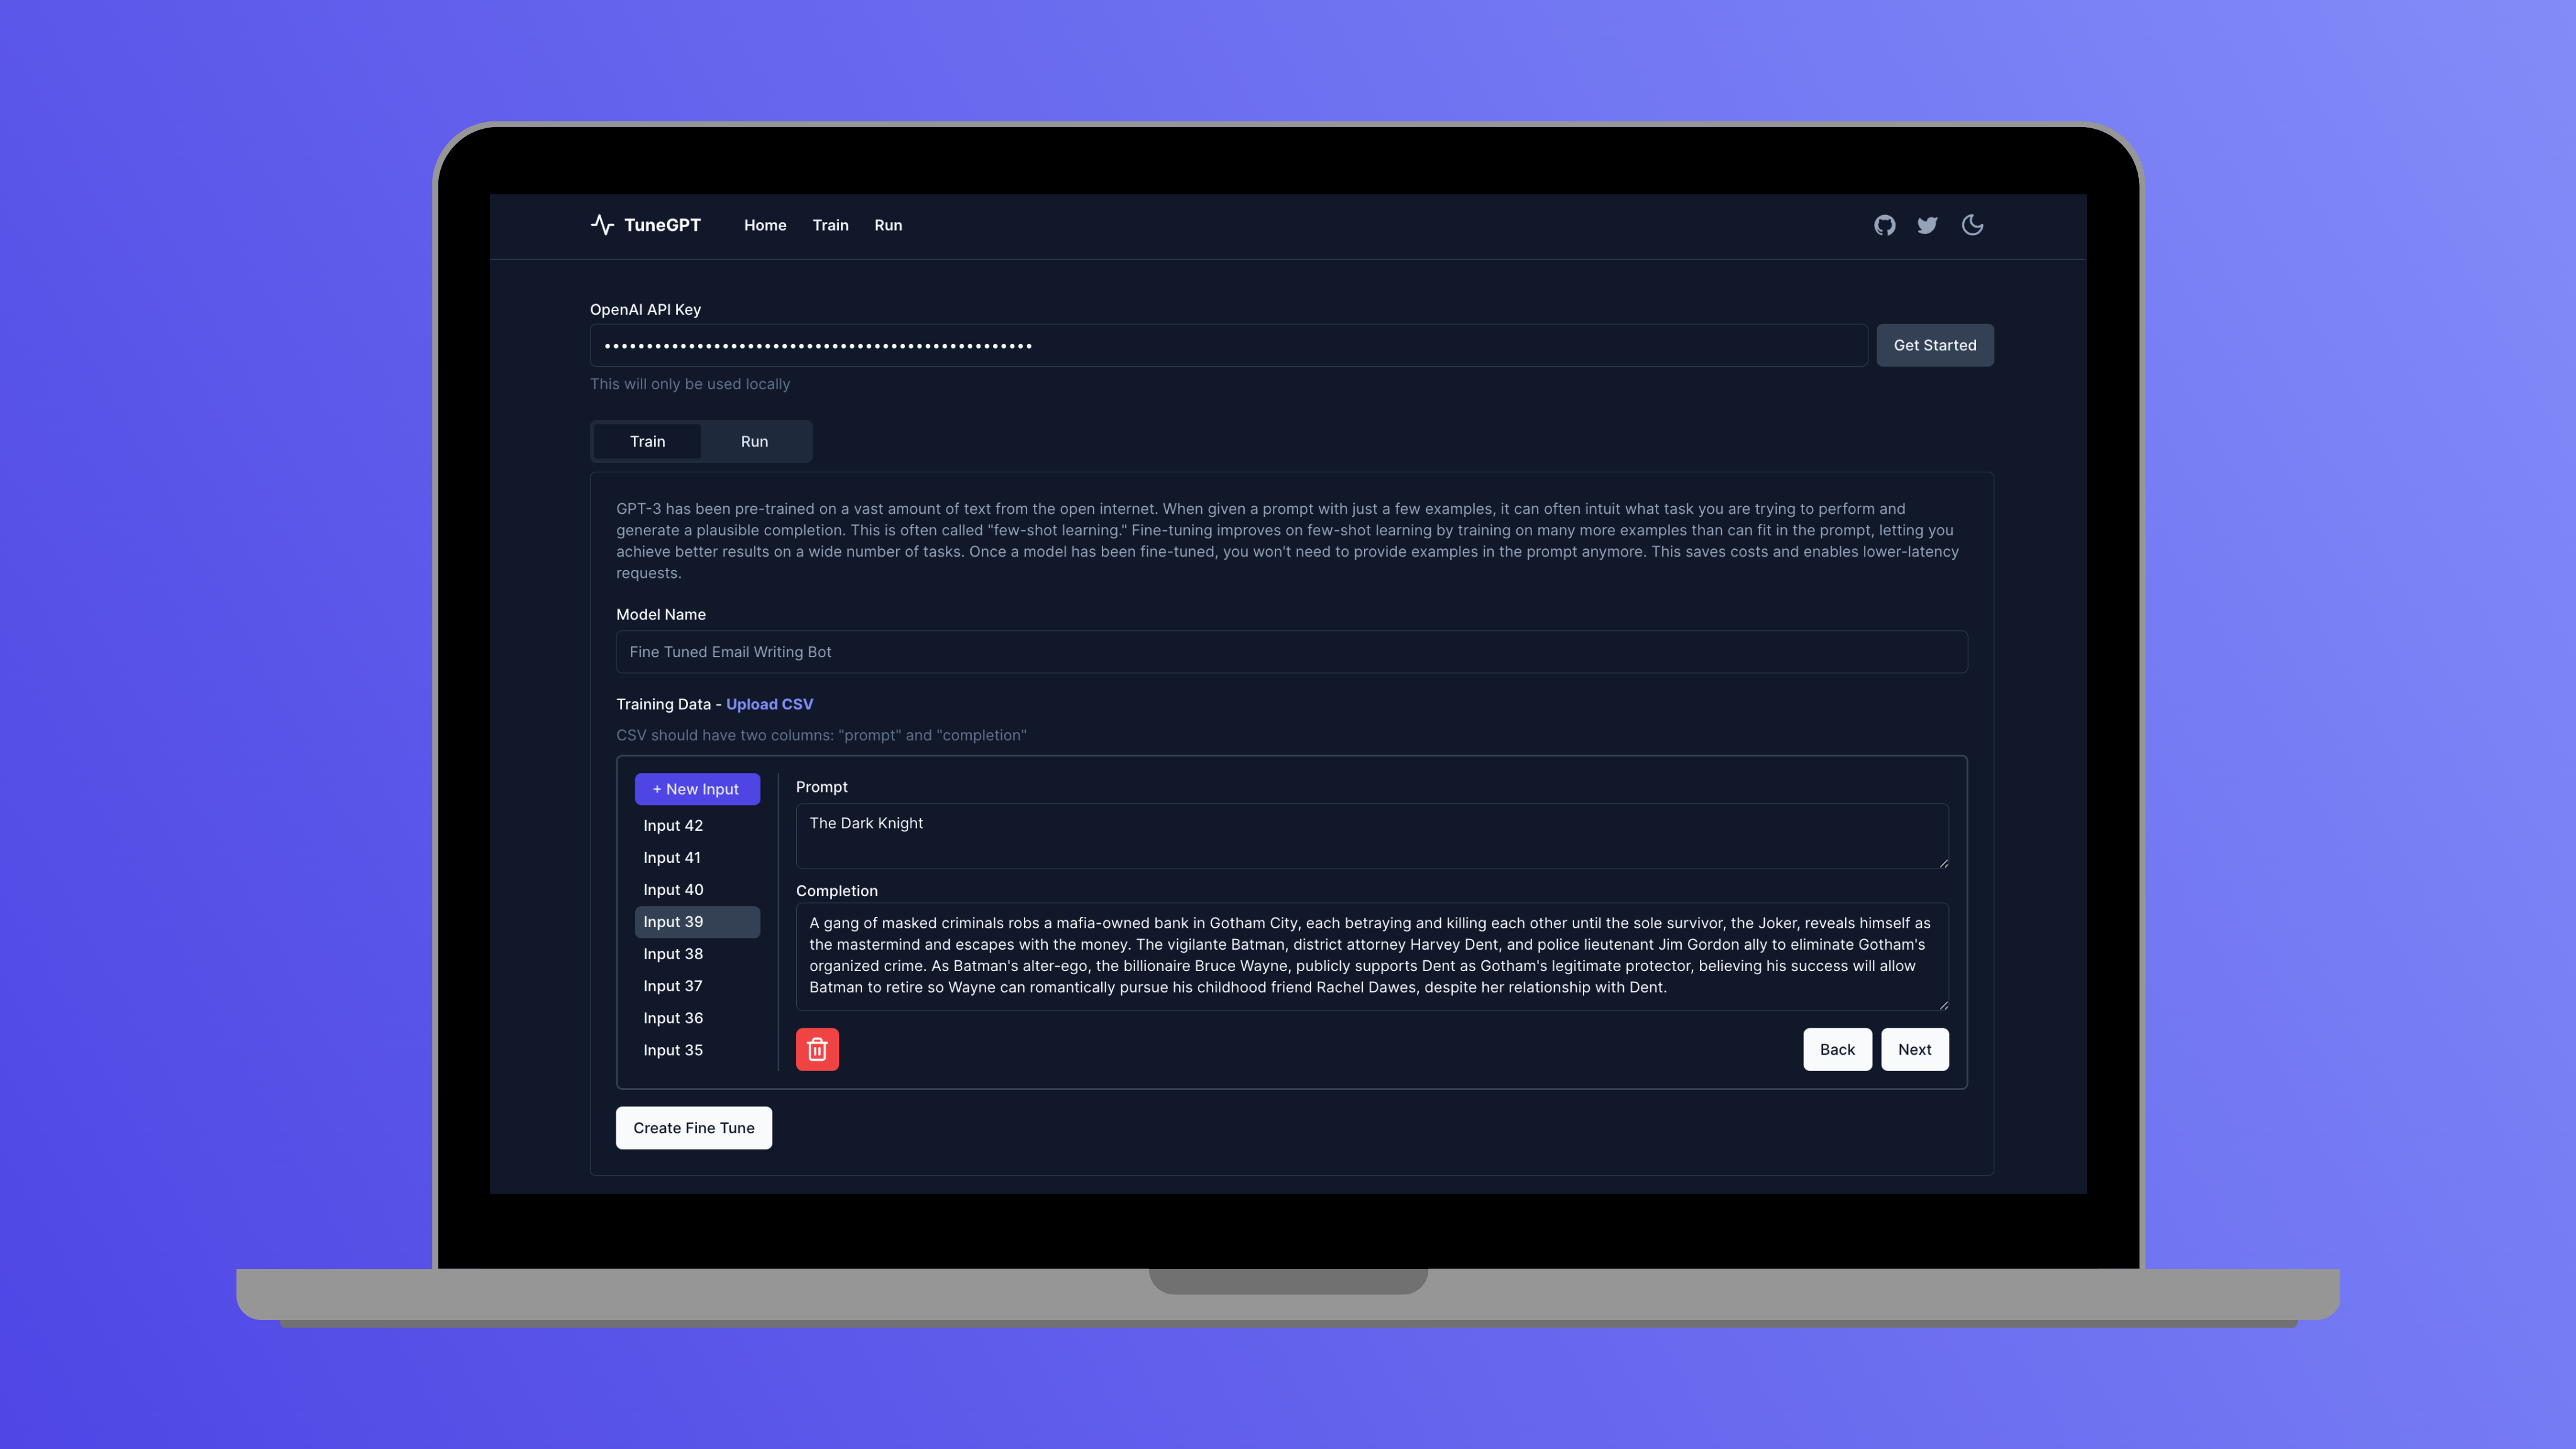 TuneGPT Home Train Run
OpenAI API Key
Get Started
This will only be used locally
Train Run
GPT-3 has been pre-trained on a vast amount of text from the open internet. When given a prompt with just a few examples, it can often intuit what task you are trying to perform and
generate a plausible completion. This is often called "few-shot learning." Fine-tuning improves on few-shot learning by training on many more examples than can fit in the prompt, letting you
achieve better results on a wide number of tasks. Once a model has been fine-tuned, you won't need to provide examples in the prompt anymore. This saves costs and enables lower-latency
requests.
Model Name
Fine Tuned Email Writing Bot
Training Data - Upload CSV
CSV should have two columns: "prompt" and "completion"
+ New Input
Input 42
Input 41
Input 40
Input 39
Input 38
Input 37
Input 36
Input 35
Prompt
The Dark Knight
Completion
A gang of masked criminals robs a mafia-owned bank in Gotham City, each betraying and killing each other until the sole survivor, the Joker, reveals himself as
the mastermind and escapes with the money. The vigilante Batman, district attorney Harvey Dent, and police lieutenant Jim Gordon ally to eliminate Gotham's
organized crime. As Batman's alter-ego, the billionaire Bruce Wayne, publicly supports Dent as Gotham's legitimate protector, believing his success will allow
Batman to retire so Wayne can romantically pursue his childhood friend Rachel Dawes, despite her relationship with Dent.
Back Next
Create Fine Tune